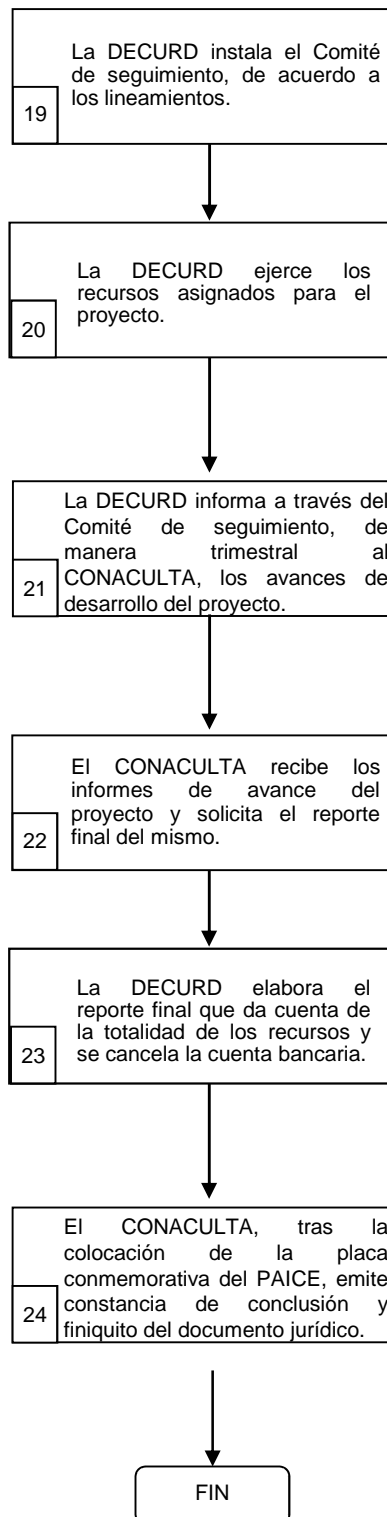 La DECURD instala el Comité
de seguimiento, de acuerdo a
los lineamientos.
19
La DECURD ejerce los
recursos asignados para el
proyecto.
20
La DECURD informa a través del
Comité de seguimiento, de
manera trimestral al
CONACULTA, los avances de
desarrollo del proyecto.
21
El CONACULTA recibe los
informes de avance del
proyecto y solicita el reporte
final del mismo.
22
La DECURD elabora el
reporte final que da cuenta de
la totalidad de los recursos y
se cancela la cuenta bancaria.
23
El CONACULTA, tras la
colocación de la placa
conmemorativa del PAICE, emite
constancia de conclusión y
finiquito del documento jurídico.
24
FIN